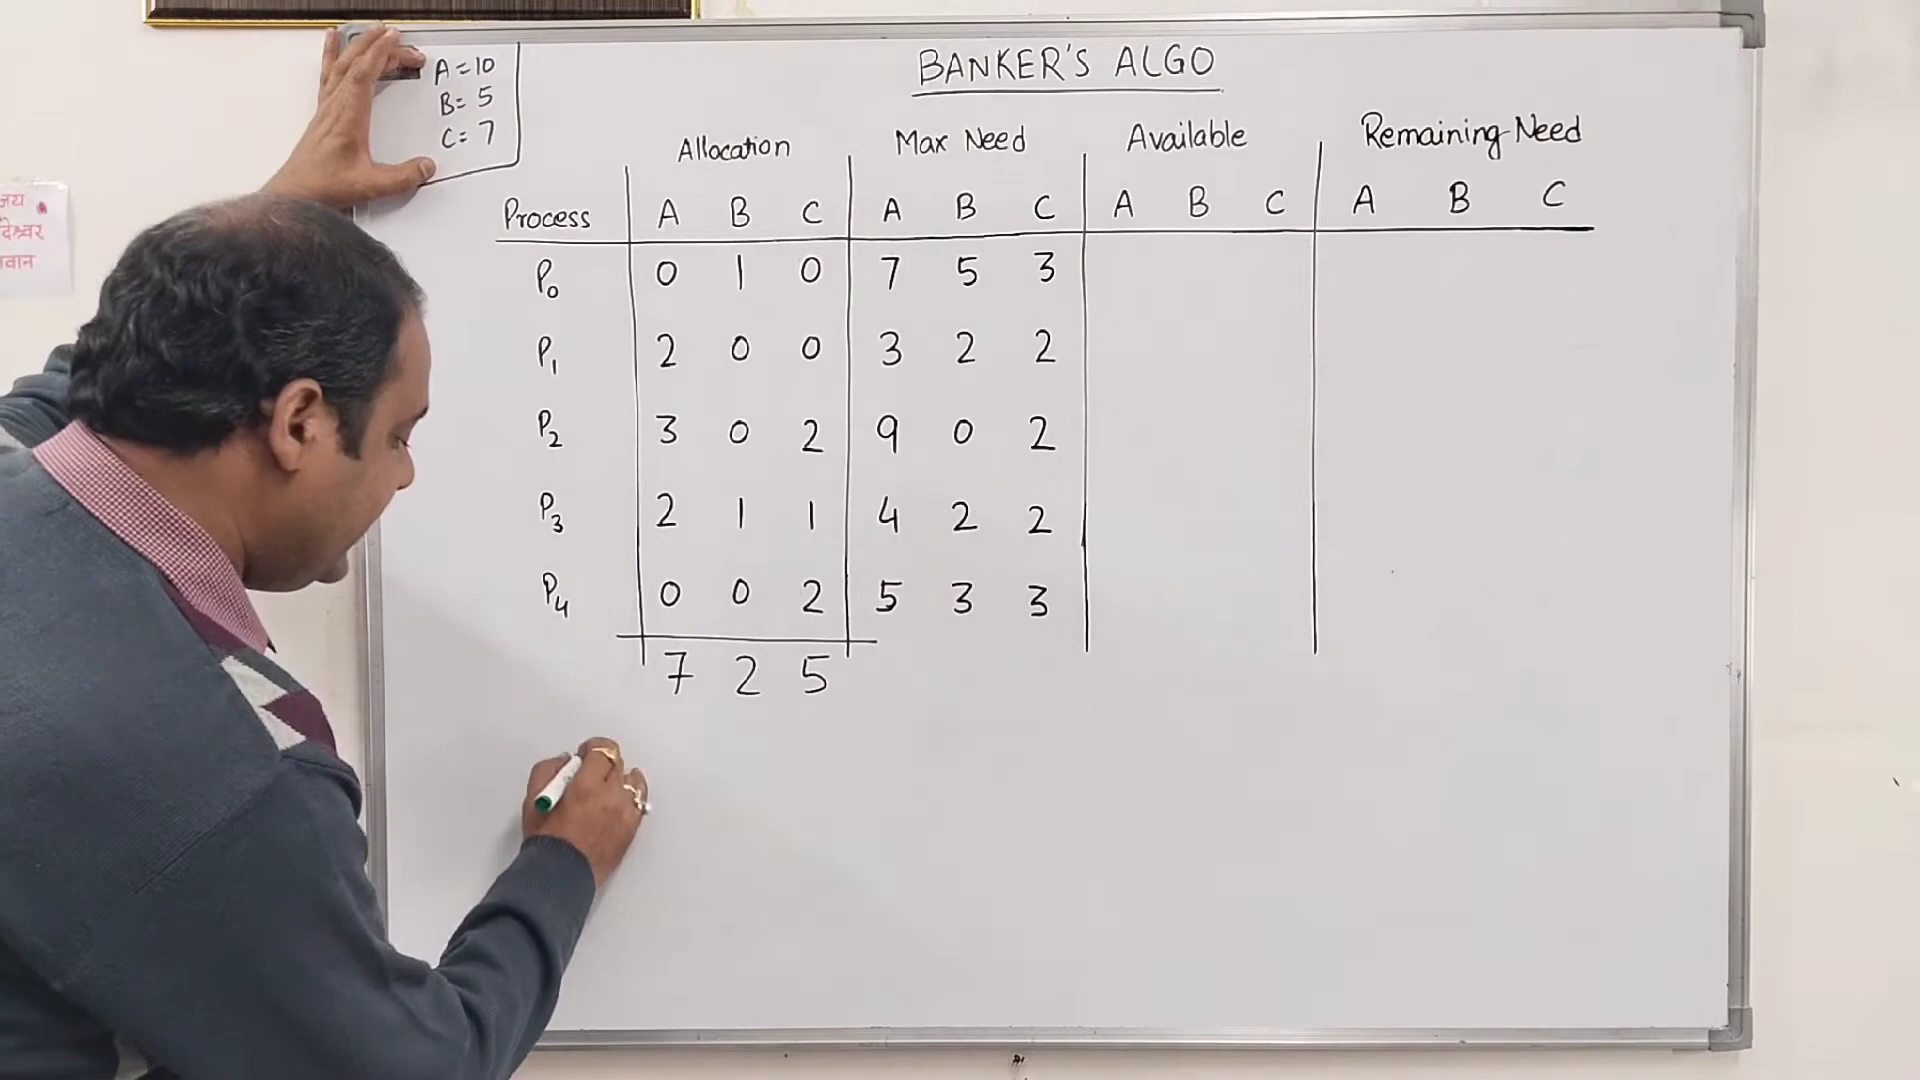 A = 10
B = 5
C = 7
BANKER'S ALGO
Allocation Max Need Available Remaining Need
Process A B C A B C A B C A B C
P0 0 1 0 7 5 3
P1 2 0 0 3 2 2
P2 3 0 2 9 0 2
P3 2 1 1 4 2 2
P4 0 0 2 5 3 3
7 2 5